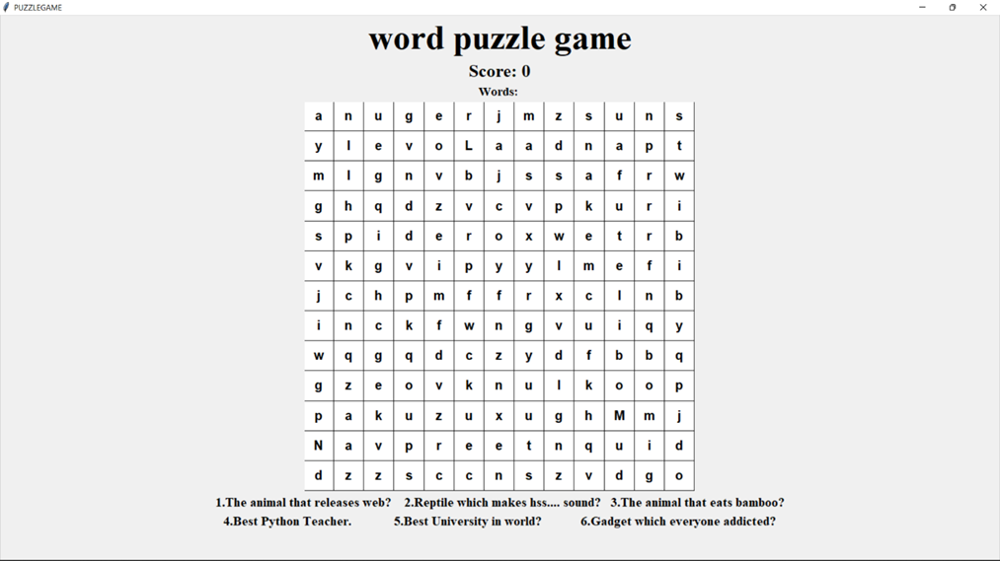 PUZZLEGAME
word puzzle game
Score: 0
Words:
a n u g e r j m z s u n s
y l e v o L a a d n a p t
m l g n v b j s s a f r w
g h q d z v c v p k u r i
s p i d e r o x w e t r b
v k g v i p y y l m e f i
j c h p m f f r x c l n b
i n c k f w n g v u i q y
w q g q d c z y d f b b q
g z e o v k n u l k o o p
p a k u z u x u g h M m j
N a v p r e e t n q u i d
d z z s c c n s z v d g o
1.The animal that releases web? 2.Reptile which makes hss.... sound? 3.The animal that eats bamboo?
4.Best Python Teacher. 5.Best University in world? 6.Gadget which everyone addicted?